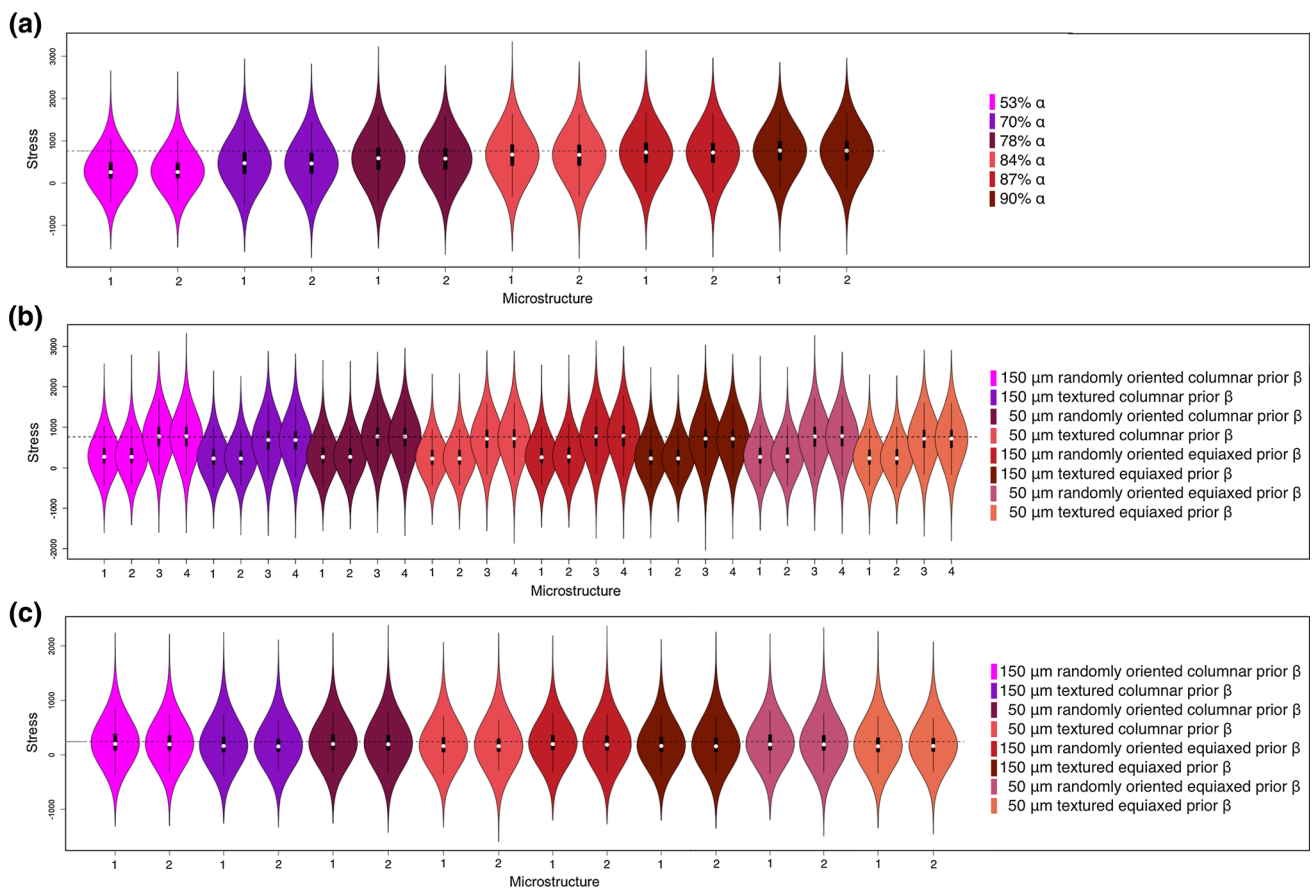 (a)
3000
2000
1000
0
-1000
Stress
1 2 1 2 1 2 1 2 1 2 1 2
Microstructure
53% α
70% α
78% α
84% α
87% α
90% α
(b)
3000
2000
1000
0
-1000
-2000
Stress
1 2 3 4 1 2 3 4 1 2 3 4 1 2 3 4 1 2 3 4 1 2 3 4 1 2 3 4 1 2 3 4
Microstructure
150 μm randomly oriented columnar prior β
150 μm textured columnar prior β
50 μm randomly oriented columnar prior β
50 μm textured columnar prior β
150 μm randomly oriented equiaxed prior β
150 μm textured equiaxed prior β
50 μm randomly oriented equiaxed prior β
50 μm textured equiaxed prior β
(c)
2000
1000
0
-1000
Stress
1 2 1 2 1 2 1 2 1 2 1 2 1 2 1 2
Microstructure
150 μm randomly oriented columnar prior β
150 μm textured columnar prior β
50 μm randomly oriented columnar prior β
50 μm textured columnar prior β
150 μm randomly oriented equiaxed prior β
150 μm textured equiaxed prior β
50 μm randomly oriented equiaxed prior β
50 μm textured equiaxed prior β